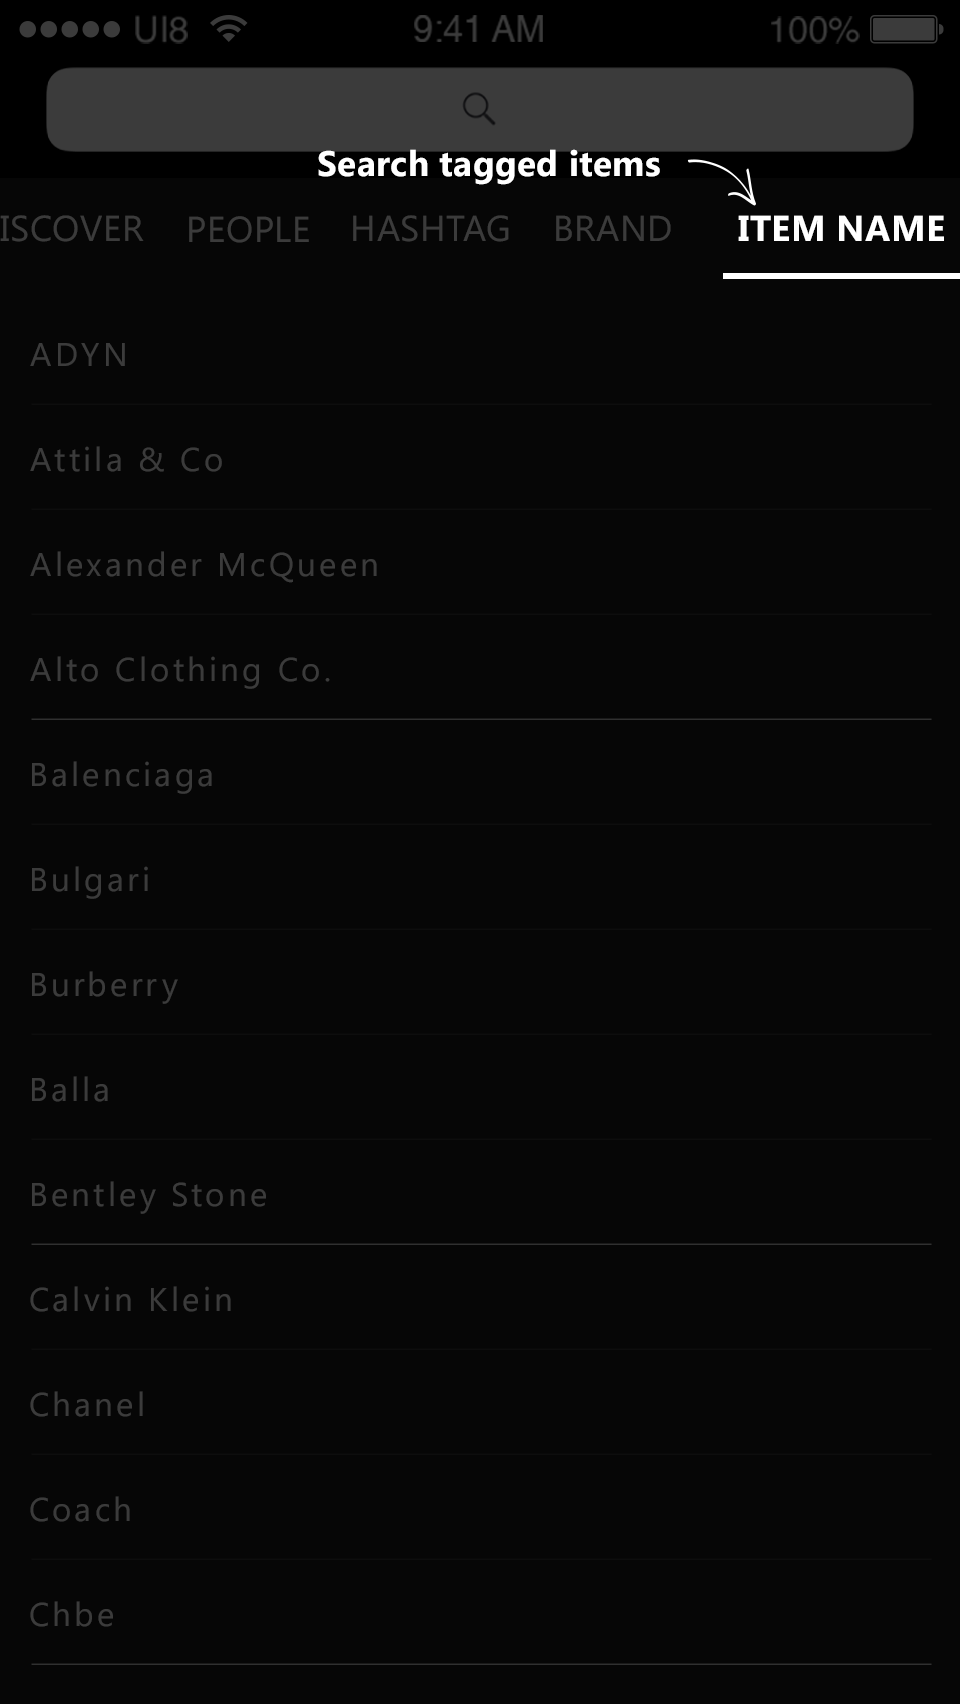 UI8 9:41 AM 100%
Search tagged items
ISCOVER PEOPLE HASHTAG BRAND ITEM NAME
ADYN
Attila & Co
Alexander McQueen
Alto Clothing Co.
Balenciaga
Bulgari
Burberry
Balla
Bentley Stone
Calvin Klein
Chanel
Coach
Chbe